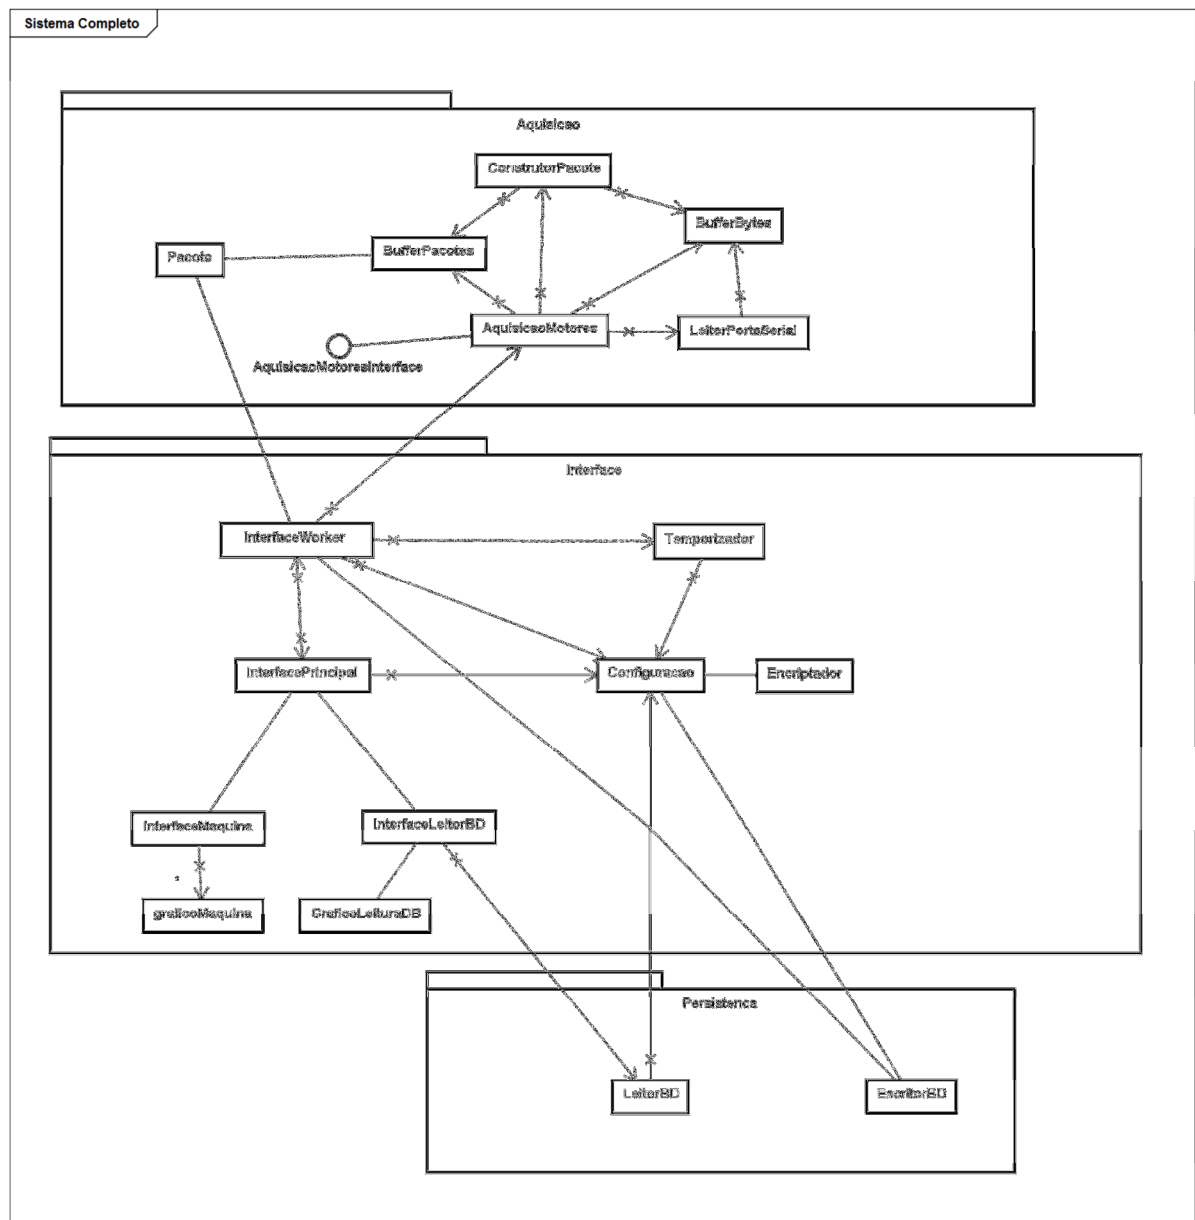 Sistema Completo
Aquisicao
ConstrutorPacote
BufferBytes
BufferPacotes
Pacote
AquisicaoMotores
LeitorPortaSerial
AquisicaoMotoresInterface
Interface
InterfaceWorker
Temporizador
InterfacePrincipal
Configuracao
Encriptador
InterfaceMaquina
InterfaceLeitorBD
*
graficoMaquina
GraficoLeituraDB
Persistenca
LeitorBD
EscritorBD